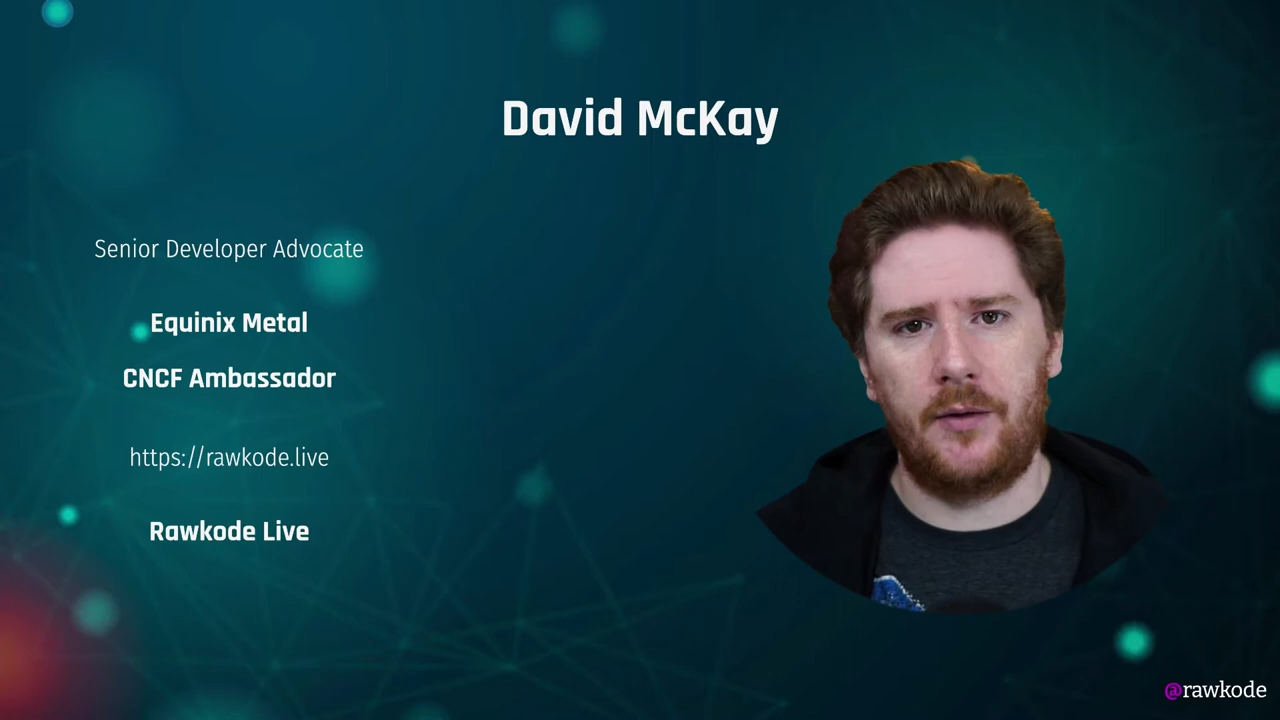 David McKay
Senior Developer Advocate
Equinix Metal
CNCF Ambassador
https://rawkode.live
Rawkode Live
@rawkode